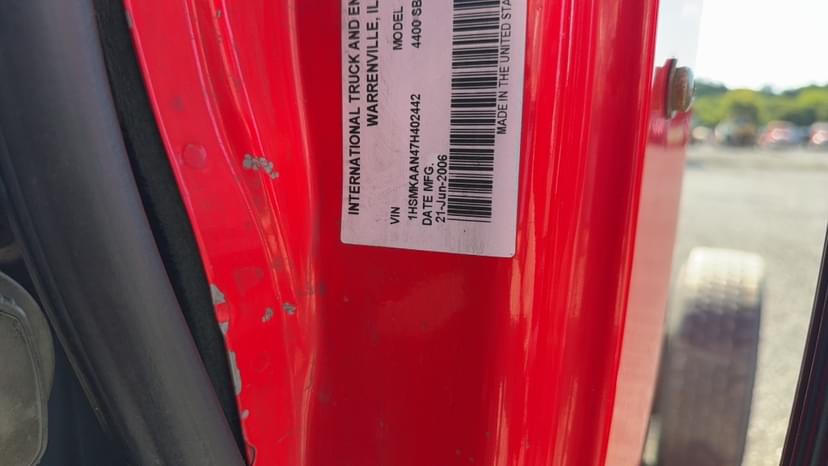 INTERNATIONAL TRUCK AND EN
WARRENVILLE, IL
MODEL
4400 SB
VIN
1HSMKAAN47H402442
DATE MFG.
21-Jun-2006
MADE IN THE UNITED STA